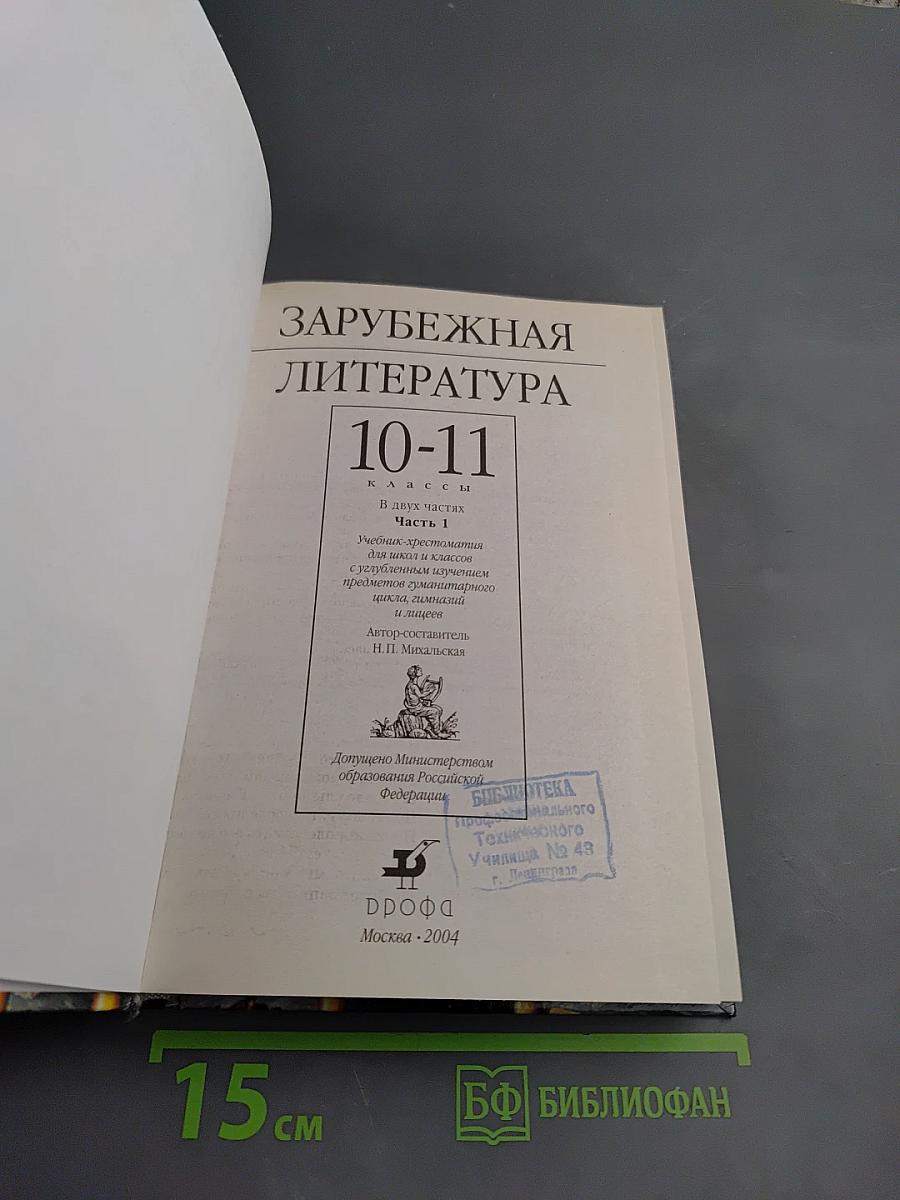 ЗАРУБЕЖНАЯ
ЛИТЕРАТУРА
10-11
классы
В двух частях
Часть 1
Учебник-хрестоматия
для школ и классов
с углубленным изучением
предметов гуманитарного
цикла, гимназий
и лицеев
Автор-составитель
Н. П. Михальская
Допущено Министерством
образования Российской
Федерации
БИБЛИОТЕКА
Профессионального
Технического
Училища № 43
г. Ленинграда
ДРОФА
Москва • 2004
15 см
БФ БИБЛИОФАН